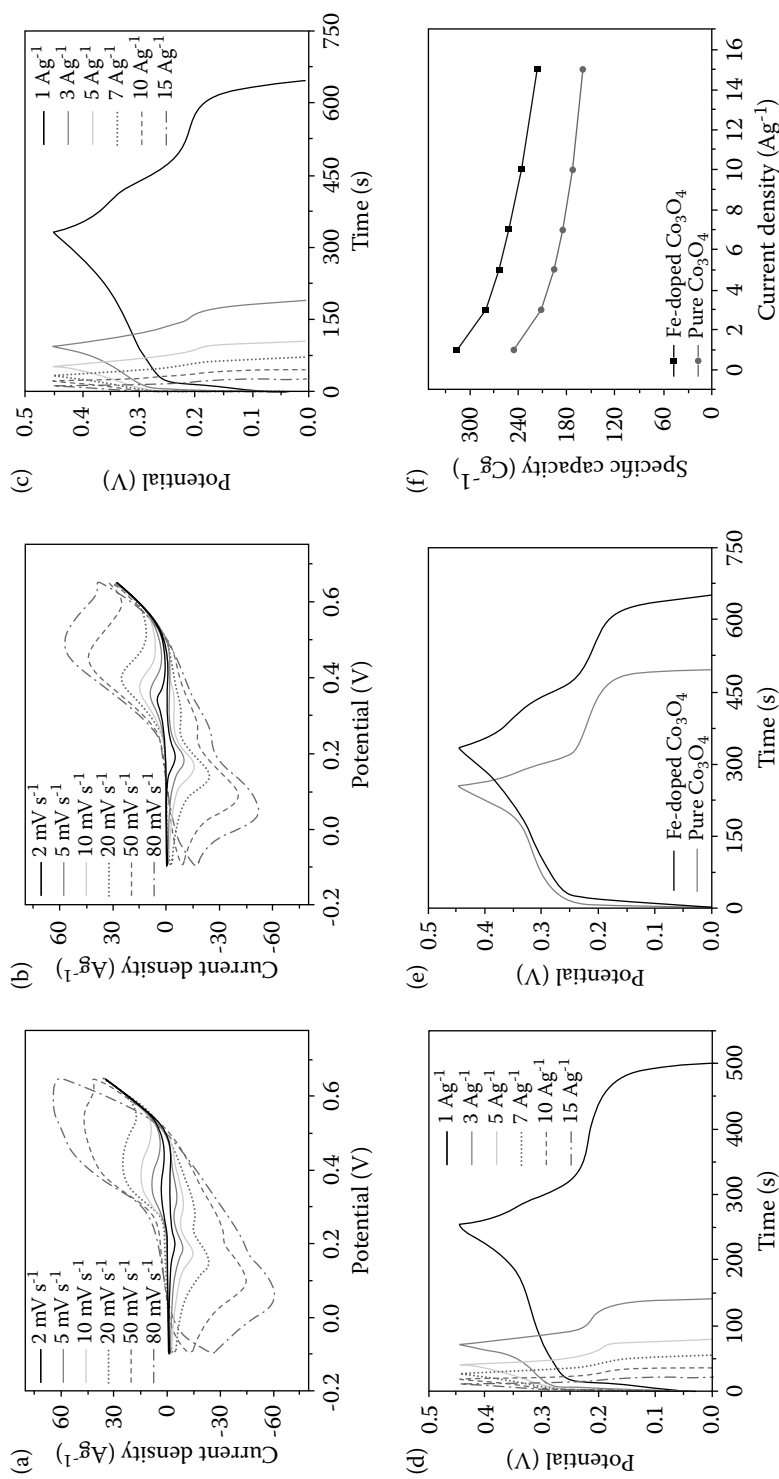 (a)
60
30
0
-30
-60
Current density (Ag-1)
2 mV s-1
5 mV s-1
10 mV s-1
20 mV s-1
50 mV s-1
80 mV s-1
-0.2
0.0
0.2
0.4
0.6
Potential (V)
(b)
60
30
0
-30
-60
Current density (Ag-1)
2 mV s-1
5 mV s-1
10 mV s-1
20 mV s-1
50 mV s-1
80 mV s-1
-0.2
0.0
0.2
0.4
0.6
Potential (V)
(c)
0.5
0.4
0.3
0.2
0.1
0.0
Potential
(V)
1 Ag-1
3 Ag-1
5 Ag-1
7 Ag-1
10 Ag-1
15 Ag-1
0
150
300
450
600
750
Time (s)
(d)
0.5
0.4
0.3
0.2
0.1
0.0
Potential
(V)
1 Ag-1
3 Ag-1
5 Ag-1
7 Ag-1
10 Ag-1
15 Ag-1
0
100
200
300
400
500
Time (s)
(e)
0.5
0.4
0.3
0.2
0.1
0.0
Potential
(V)
Fe-doped Co3O4
Pure Co3O4
0
150
300
450
600
750
Time (s)
(f)
300
240
180
120
60
0
Specific capacity (Cg-1)
Fe-doped Co3O4
Pure Co3O4
0
2
4
6
8
10
12
14
16
Current density (Ag-1)